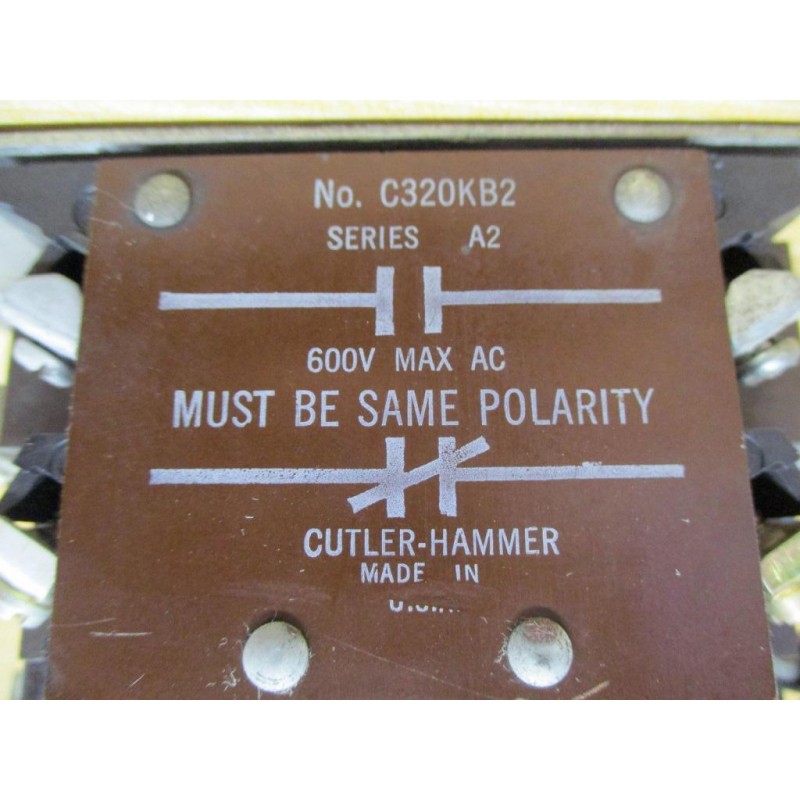 No. C320KB2
SERIES A2
600V MAX AC
MUST BE SAME POLARITY
CUTLER-HAMMER
MADE IN